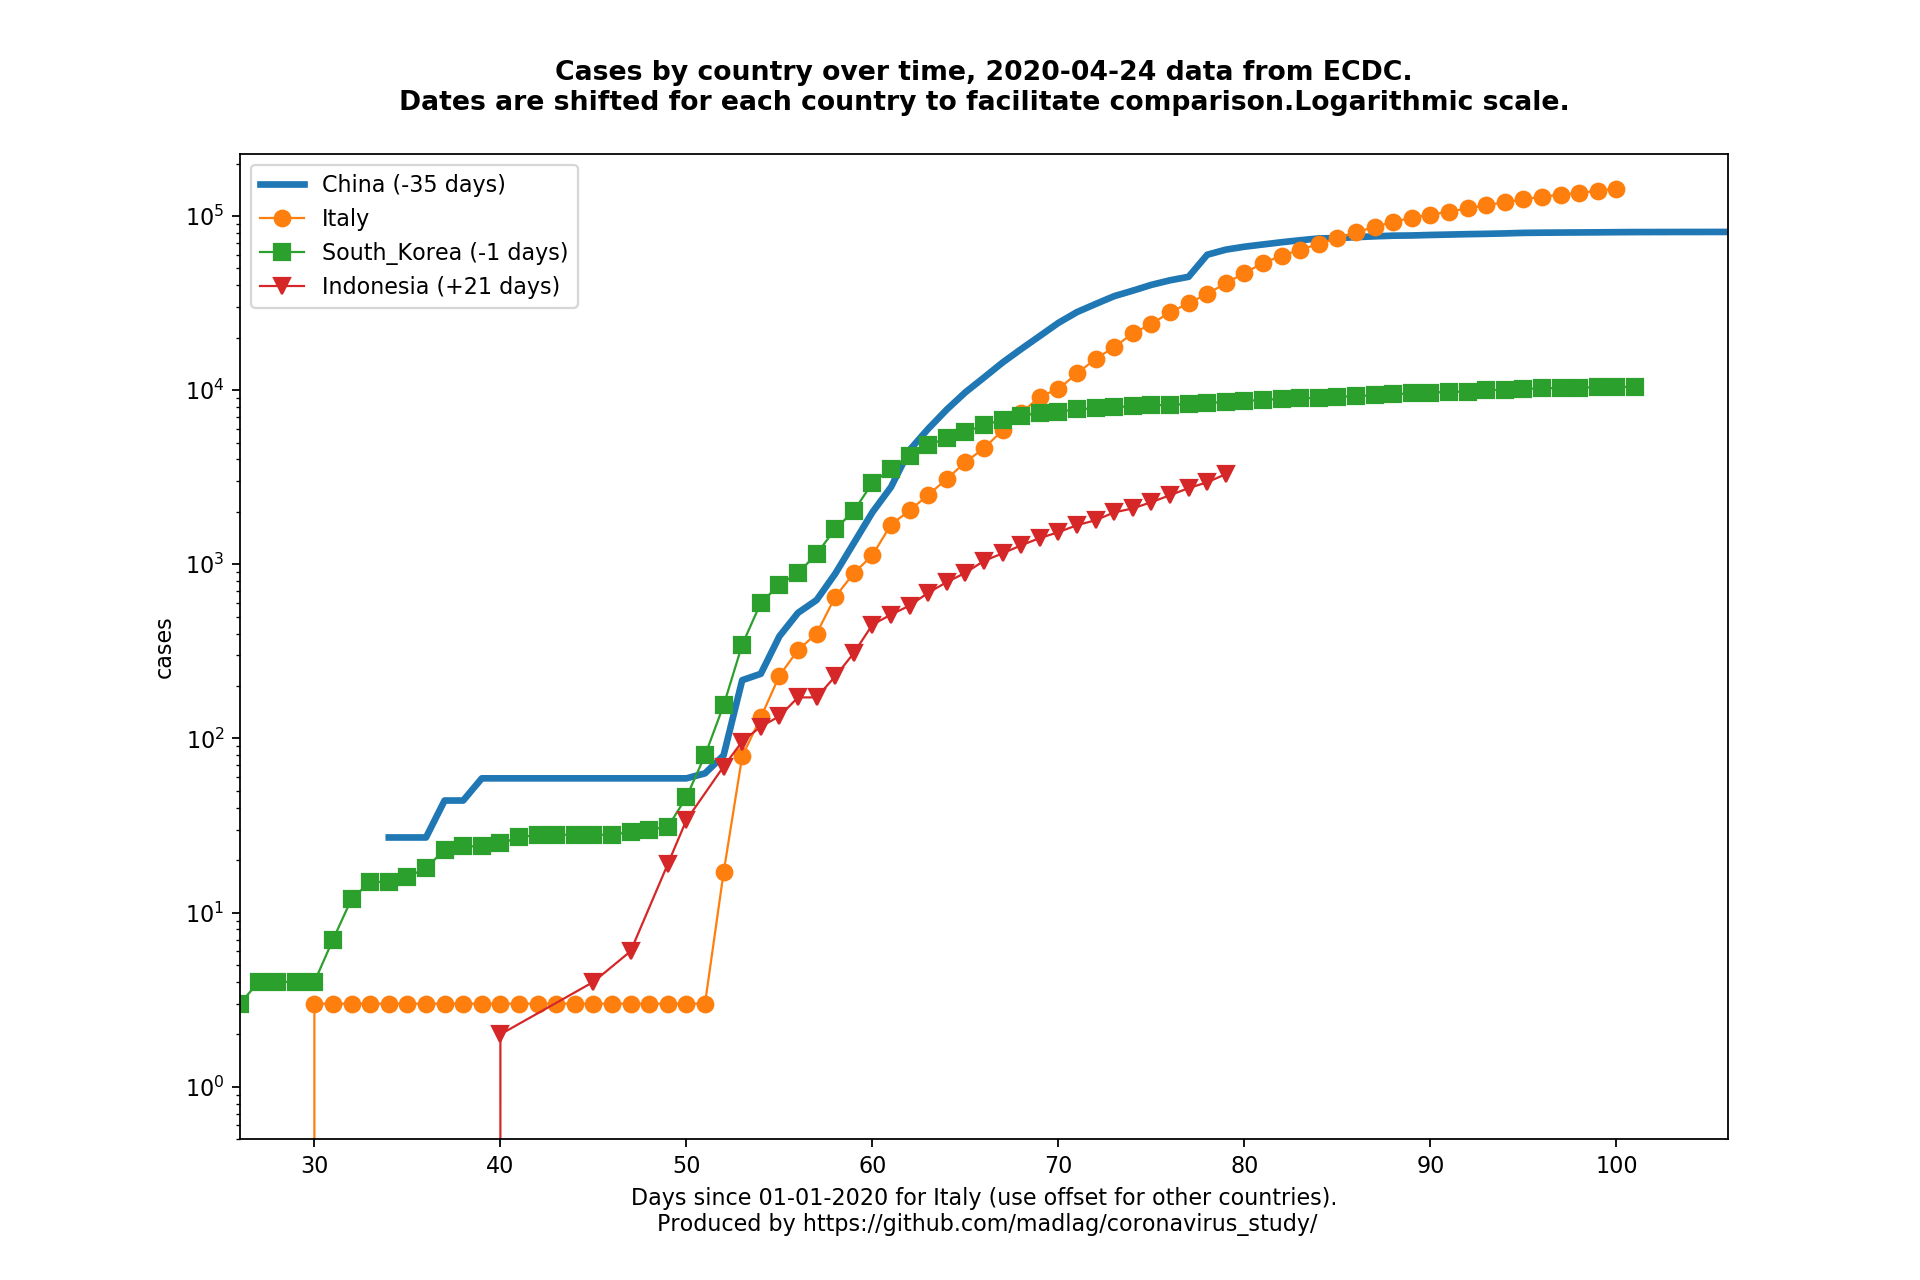 Cases by country over time, 2020-04-24 data from ECDC.
Dates are shifted for each country to facilitate comparison.Logarithmic scale.
China (-35 days)
Italy
South_Korea (-1 days)
Indonesia (+21 days)
10^5
10^4
10^3
10^2
10^1
10^0
cases
30 40 50 60 70 80 90 100
Days since 01-01-2020 for Italy (use offset for other countries).
Produced by https://github.com/madlag/coronavirus_study/